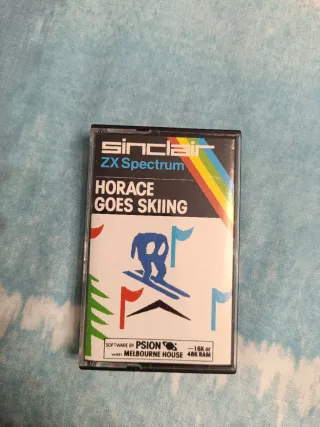 sinclair
ZX Spectrum
HORACE
GOES SKIING
SOFTWARE BY PSION
with MELBOURNE HOUSE
16K or
48K RAM